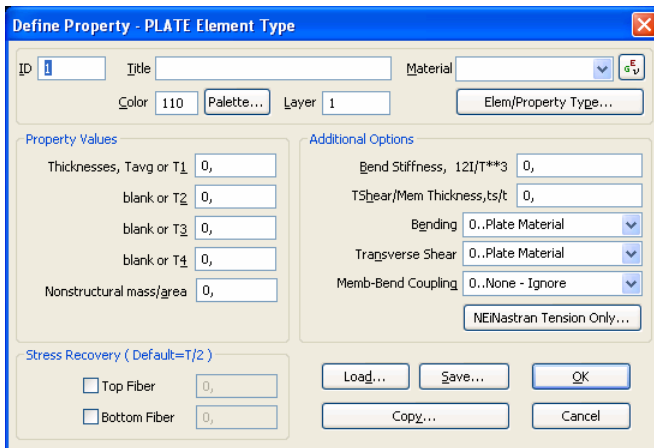 Define Property - PLATE Element Type
ID 1 Title Material G E ν
Color 110 Palette... Layer 1 Elem/Property Type...
Property Values
Thicknesses, Tavg or T1 0,
blank or T2 0,
blank or T3 0,
blank or T4 0,
Nonstructural mass/area 0,
Additional Options
Bend Stiffness, 12I/T**3 0,
TShear/Mem Thickness,ts/t 0,
Bending 0..Plate Material
Transverse Shear 0..Plate Material
Memb-Bend Coupling 0..None - Ignore
NEiNastran Tension Only...
Stress Recovery ( Default=T/2 )
Top Fiber 0,
Bottom Fiber 0,
Load... Save... OK
Copy... Cancel